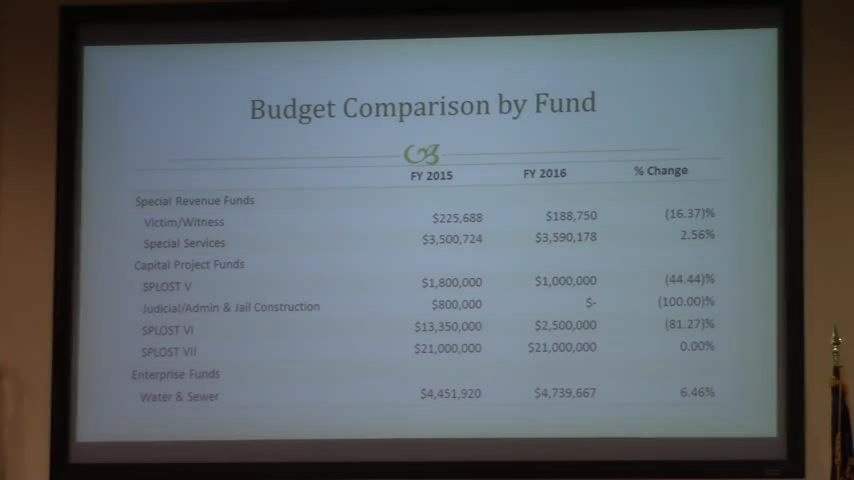 Budget Comparison by Fund
FY 2015 FY 2016 % Change
Special Revenue Funds
Victim/Witness $225,688 $188,750 (16.37)%
Special Services $3,500,724 $3,590,178 2.56%
Capital Project Funds
SPLOST V $1,800,000 $1,000,000 (44.44)%
Judicial/Admin & Jail Construction $800,000 $- (100.00)%
SPLOST VI $13,350,000 $2,500,000 (81.27)%
SPLOST VII $21,000,000 $21,000,000 0.00%
Enterprise Funds
Water & Sewer $4,451,920 $4,739,667 6.46%